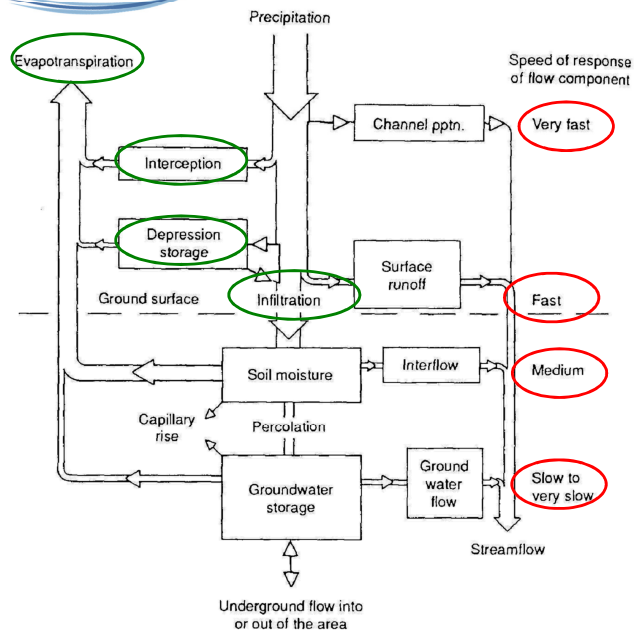 Precipitation
Evapotranspiration
Speed of response
of flow component
Channel pptn.
Very fast
Interception
Depression
storage
Surface
runoff
Ground surface
Infiltration
Fast
Soil moisture
Interflow
Medium
Capillary
rise
Percolation
Groundwater
storage
Ground
water
flow
Slow to
very slow
Streamflow
Underground flow into
or out of the area